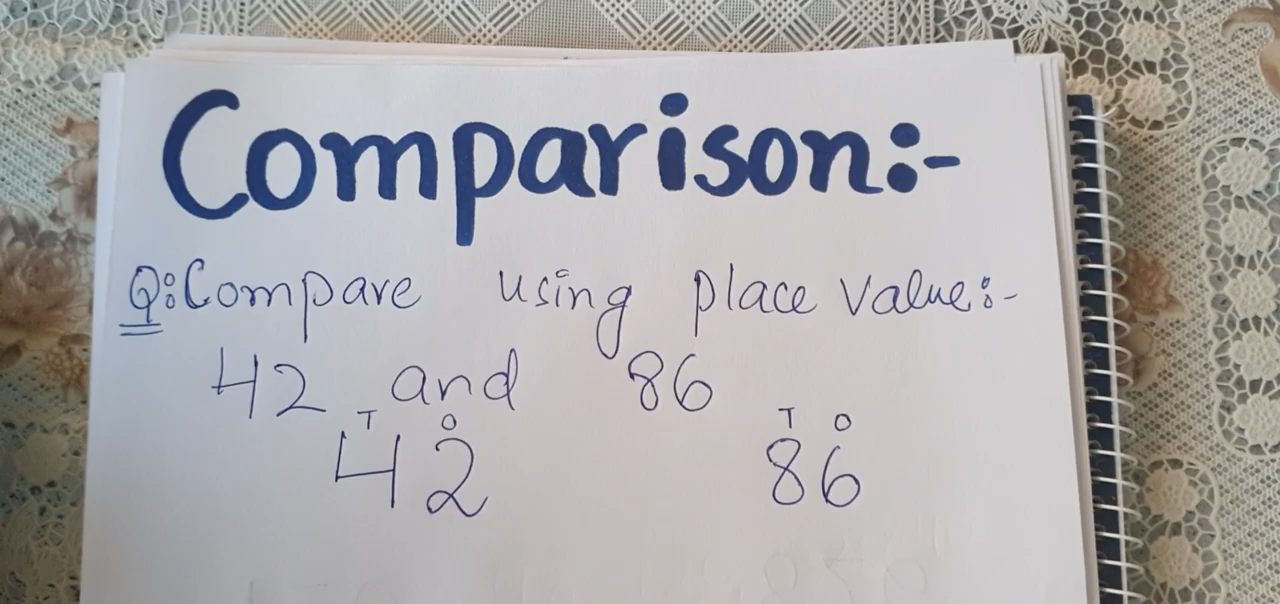 Comparison:-
Q:Compare using place value:-
42 and 86
T O T O
42 86